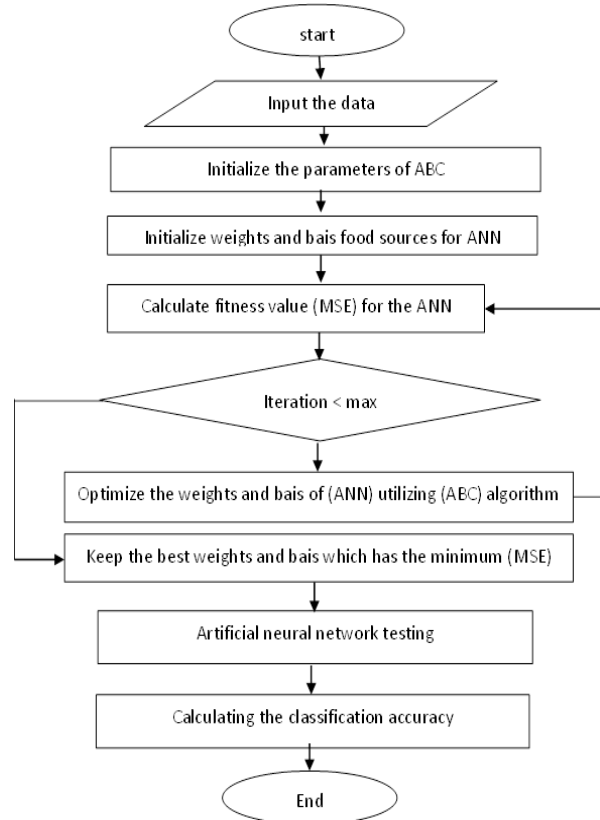 start
Input the data
Initialize the parameters of ABC
Initialize weights and bais food sources for ANN
Calculate fitness value (MSE) for the ANN
Iteration < max
Optimize the weights and bais of (ANN) utilizing (ABC) algorithm
Keep the best weights and bais which has the minimum (MSE)
Artificial neural network testing
Calculating the classification accuracy
End